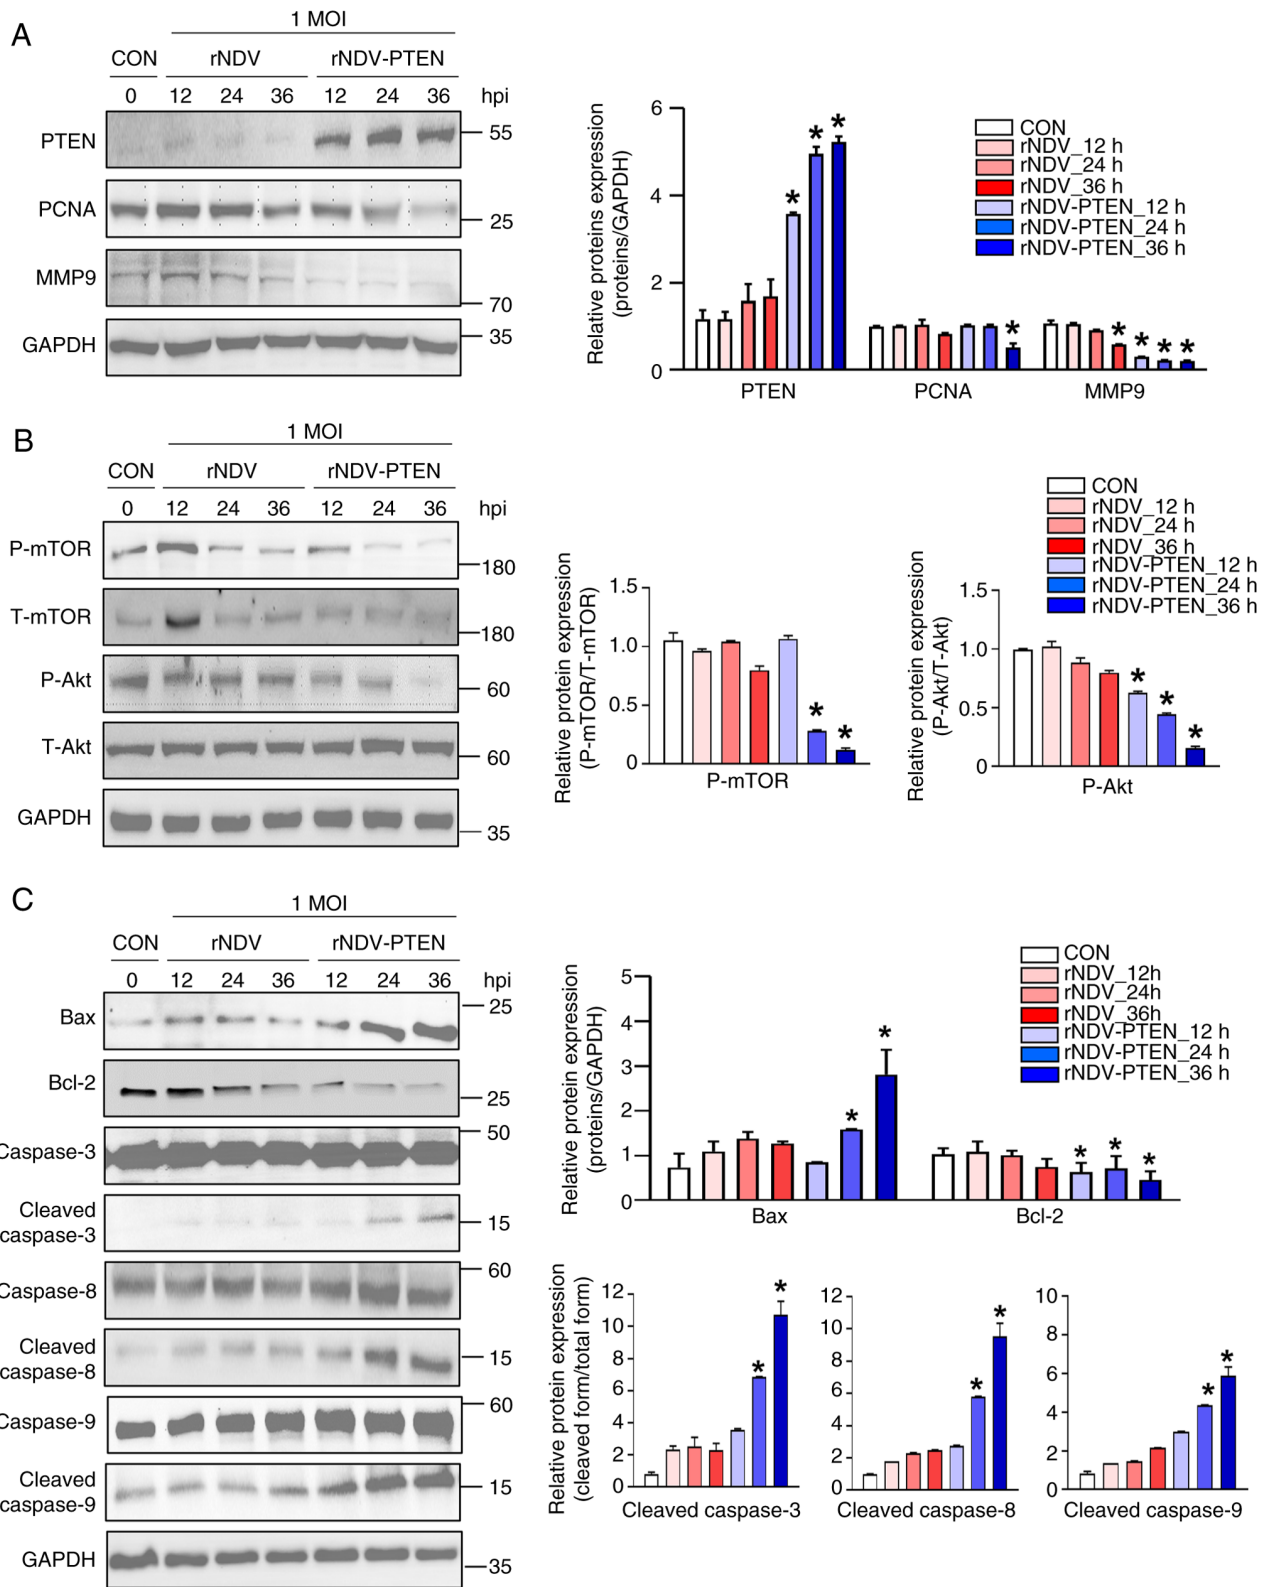 A
1 MOI
CON rNDV rNDV-PTEN
0 12 24 36 12 24 36 hpi
PTEN 55
PCNA 25
MMP9 70
GAPDH 35
Relative proteins expression
(proteins/GAPDH)
6
4
2
0
* * * * * * * *
PTEN PCNA MMP9
CON
rNDV_12 h
rNDV_24 h
rNDV_36 h
rNDV-PTEN_12 h
rNDV-PTEN_24 h
rNDV-PTEN_36 h
B
1 MOI
CON rNDV rNDV-PTEN
0 12 24 36 12 24 36 hpi
P-mTOR 180
T-mTOR 180
P-Akt 60
T-Akt 60
GAPDH 35
Relative protein expression
(P-mTOR/T-mTOR)
1.5
1.0
0.5
0
* *
P-mTOR
Relative protein expression
(P-Akt/T-Akt)
1.5
1.0
0.5
0
* * *
P-Akt
CON
rNDV_12 h
rNDV_24 h
rNDV_36 h
rNDV-PTEN_12 h
rNDV-PTEN_24 h
rNDV-PTEN_36 h
C
1 MOI
CON rNDV rNDV-PTEN
0 12 24 36 12 24 36 hpi
Bax 25
Bcl-2 25
Caspase-3 50
Cleaved
caspase-3 15
Caspase-8 60
Cleaved
caspase-8 15
Caspase-9 60
Cleaved
caspase-9 15
GAPDH 35
Relative protein expression
(proteins/GAPDH)
5
4
3
2
1
0
* * * * *
Bax Bcl-2
CON
rNDV_12h
rNDV_24h
rNDV_36h
rNDV-PTEN_12 h
rNDV-PTEN_24 h
rNDV-PTEN_36 h
Relative protein expression
(cleaved form/total form)
12
10
8
6
4
2
0
* *
Cleaved caspase-3
12
10
8
6
4
2
0
* *
Cleaved caspase-8
10
8
6
4
2
0
* *
Cleaved caspase-9